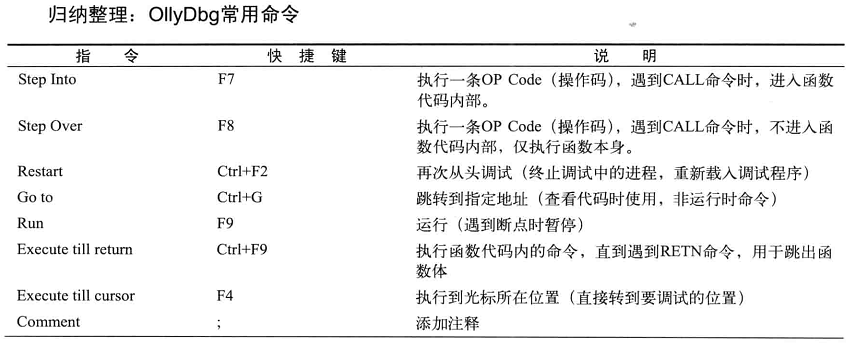 归纳整理：OllyDbg常用命令
指 令 快 捷 键 说 明
Step Into F7 执行一条OP Code（操作码），遇到CALL命令时，进入函数
代码内部。
Step Over F8 执行一条OP Code（操作码），遇到CALL命令时，不进入函
数代码内部，仅执行函数本身。
Restart Ctrl+F2 再次从头调试（终止调试中的进程，重新载入调试程序）
Go to Ctrl+G 跳转到指定地址（查看代码时使用，非运行时命令）
Run F9 运行（遇到断点时暂停）
Execute till return Ctrl+F9 执行函数代码内的命令，直到遇到RETN命令，用于跳出函
数体
Execute till cursor F4 执行到光标所在位置（直接转到要调试的位置）
Comment ; 添加注释